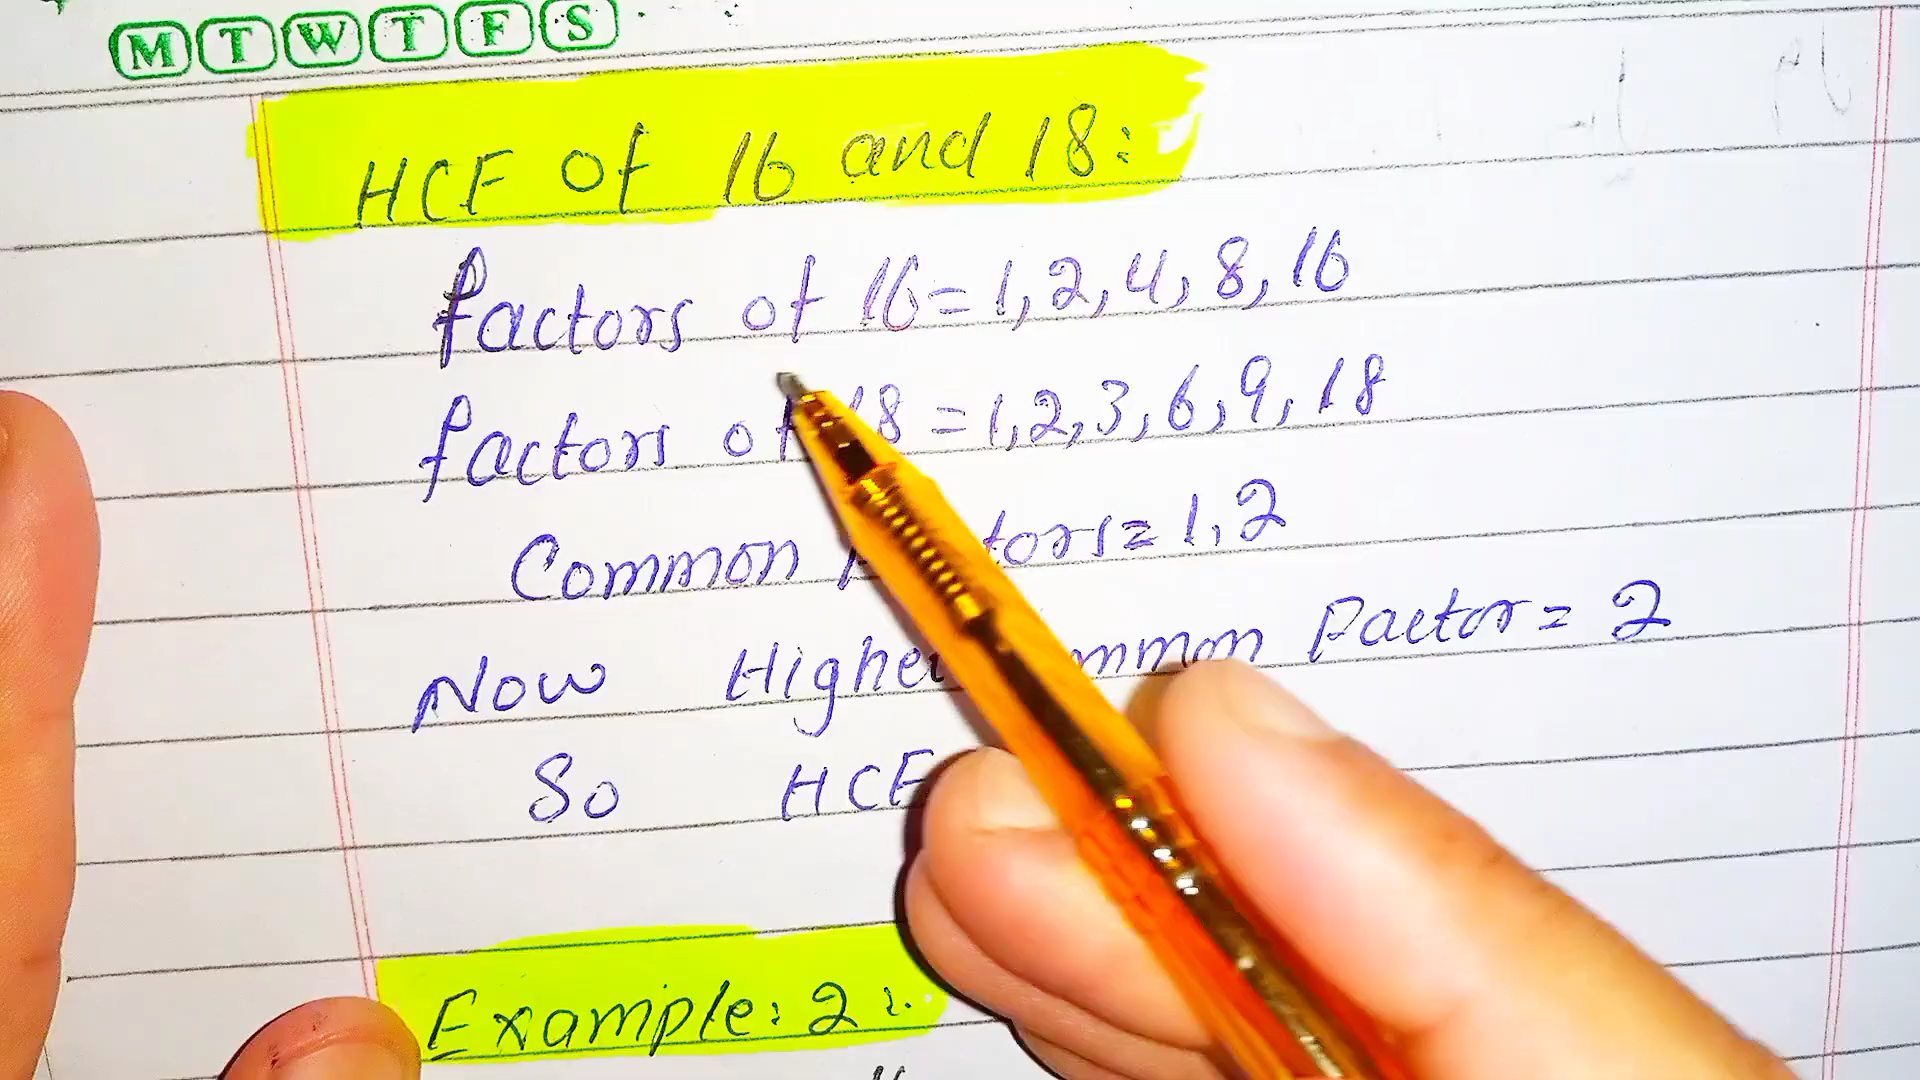 M T W T F S
HCF of 16 and 18:
factors of 16 = 1, 2, 4, 8, 16
factors of 18 = 1, 2, 3, 6, 9, 18
Common = 1, 2
Now Factor = 2
So HCF
Example: 2: